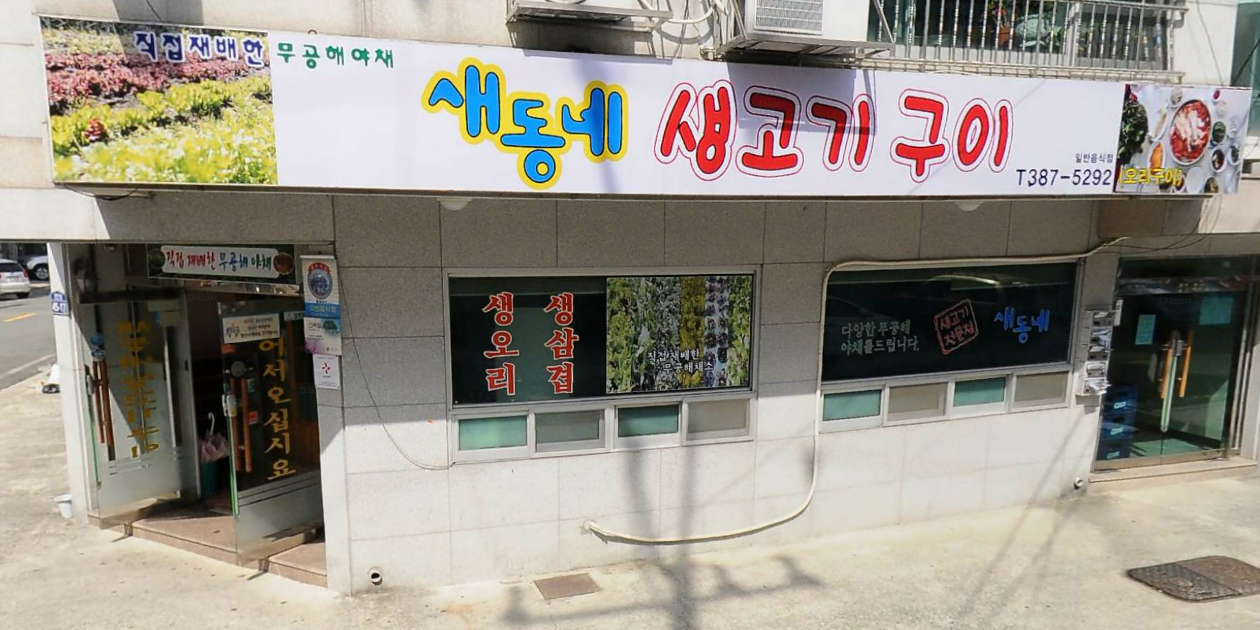 직접재배한 무공해야채
새동네 생고기 구이
일반음식점
T387-5292
오리구이
직접 재배한 무공해 야채
어서오십시요
생오리
생삼겹
직접재배한
무공해채소
다양한 무공해
야채를드립니다.
생고기
전문점
새동네